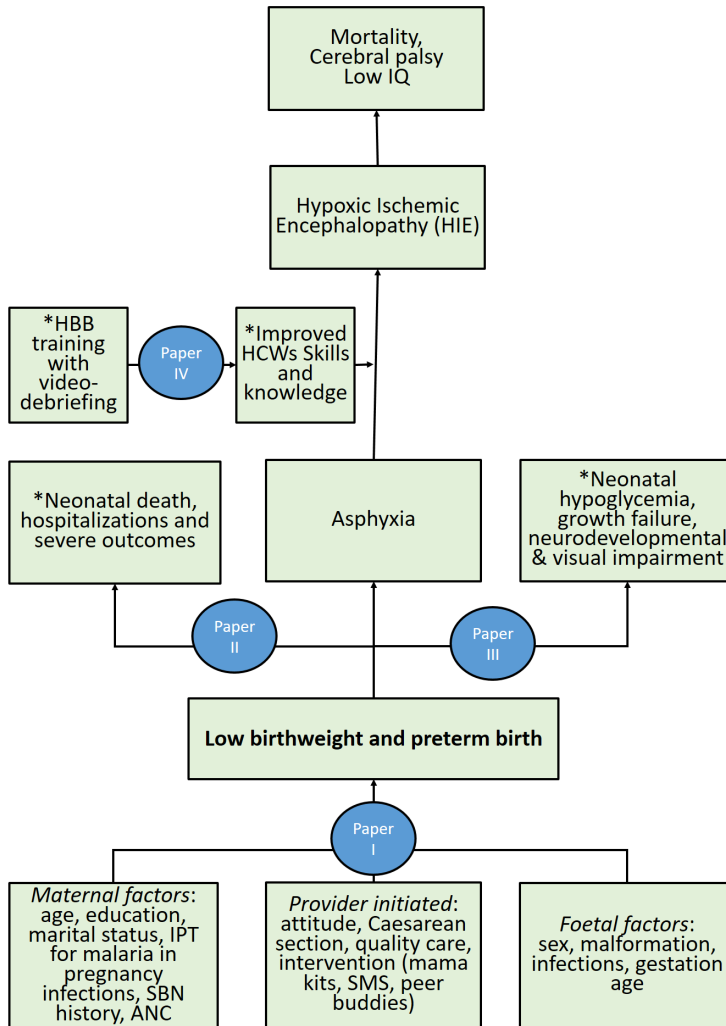 Mortality,
Cerebral palsy
Low IQ
Hypoxic Ischemic
Encephalopathy (HIE)
*HBB
training
with
video-
debriefing
Paper
IV
*Improved
HCWs Skills
and
knowledge
*Neonatal death,
hospitalizations and
severe outcomes
Asphyxia
*Neonatal
hypoglycemia,
growth failure,
neurodevelopmental
& visual impairment
Paper
II
Paper
III
Low birthweight and preterm birth
Paper
I
Maternal factors:
age, education,
marital status, IPT
for malaria in
pregnancy
infections, SBN
history, ANC
Provider initiated:
attitude, Caesarean
section, quality care,
intervention (mama
kits, SMS, peer
buddies)
Foetal factors:
sex, malformation,
infections, gestation
age